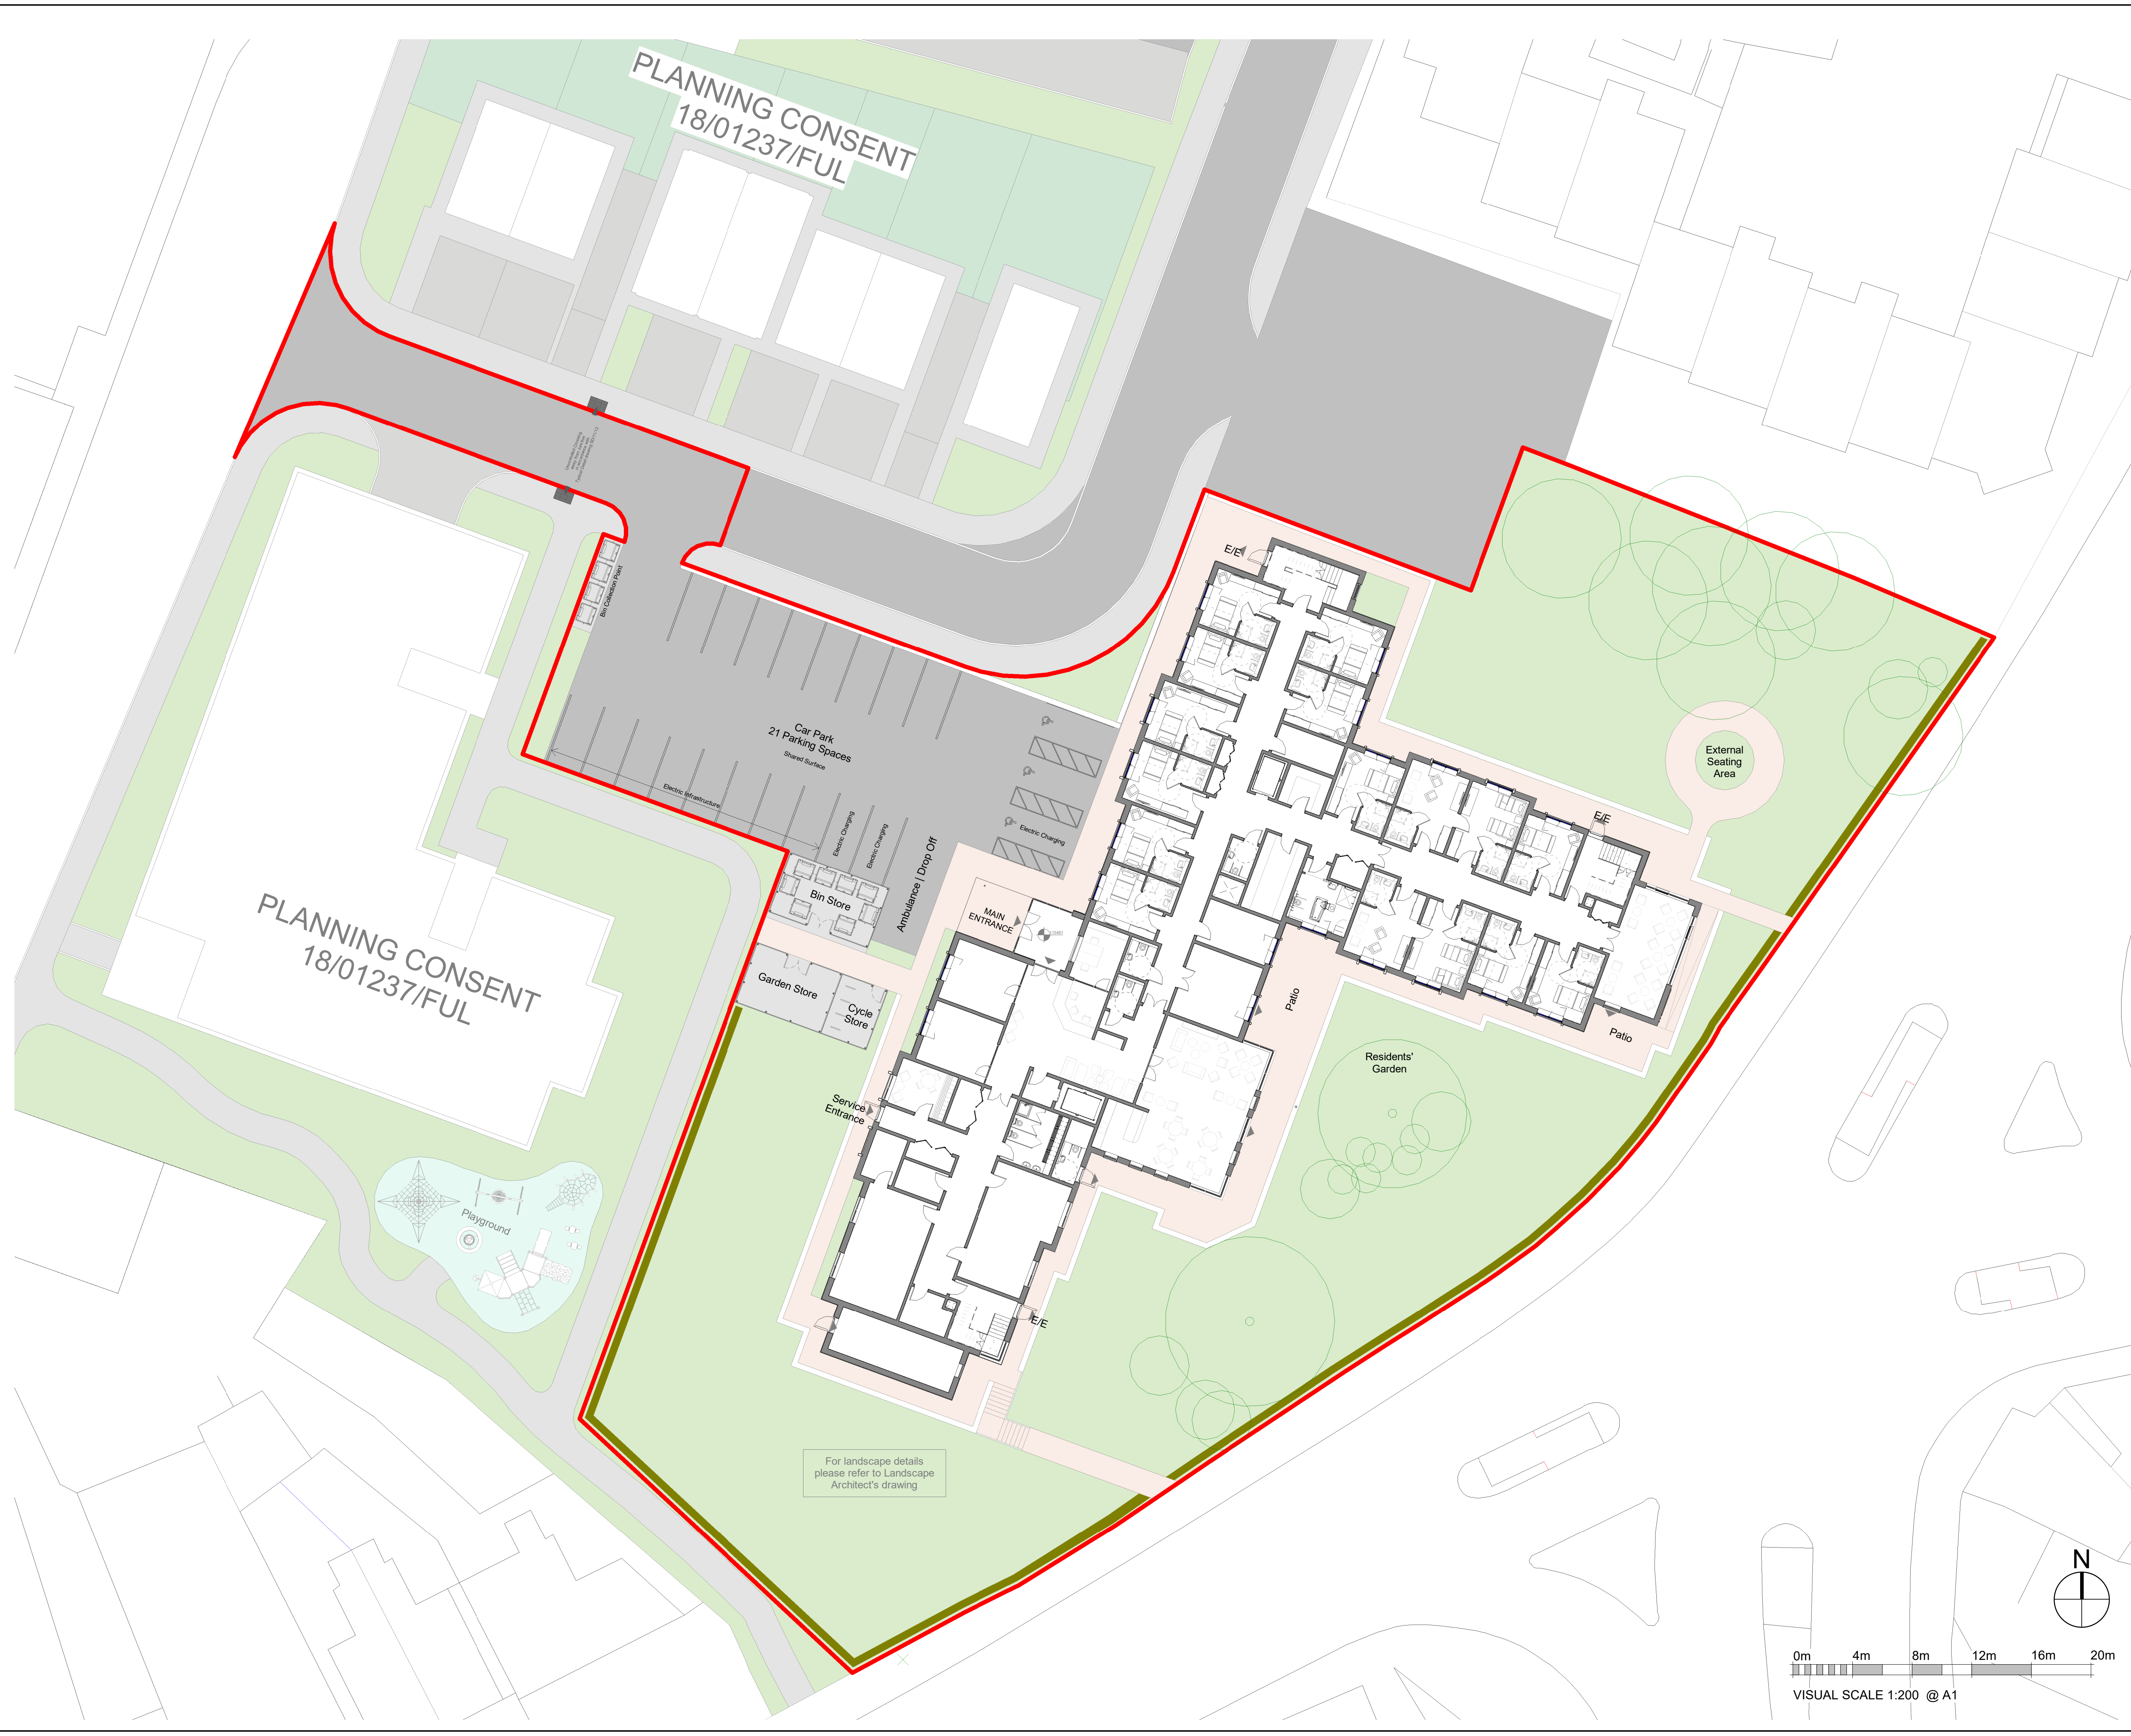 PLANNING CONSENT
18/01237/FUL
Bin Collection Point
E/E
Car Park
21 Parking Spaces
Shared Surface
Electric Infrastructure
Electric Charging
Electric Charging
Electric Charging
Ambulance | Drop Off
External
Seating
Area
E/E
Bin Store
MAIN
ENTRANCE
PLANNING CONSENT
18/01237/FUL
Garden Store
Cycle
Store
Patio
Patio
Residents'
Garden
Service
Entrance
Playground
E/E
For landscape details
please refer to Landscape
Architect's drawing
N
0m 4m 8m 12m 16m 20m
VISUAL SCALE 1:200 @ A1